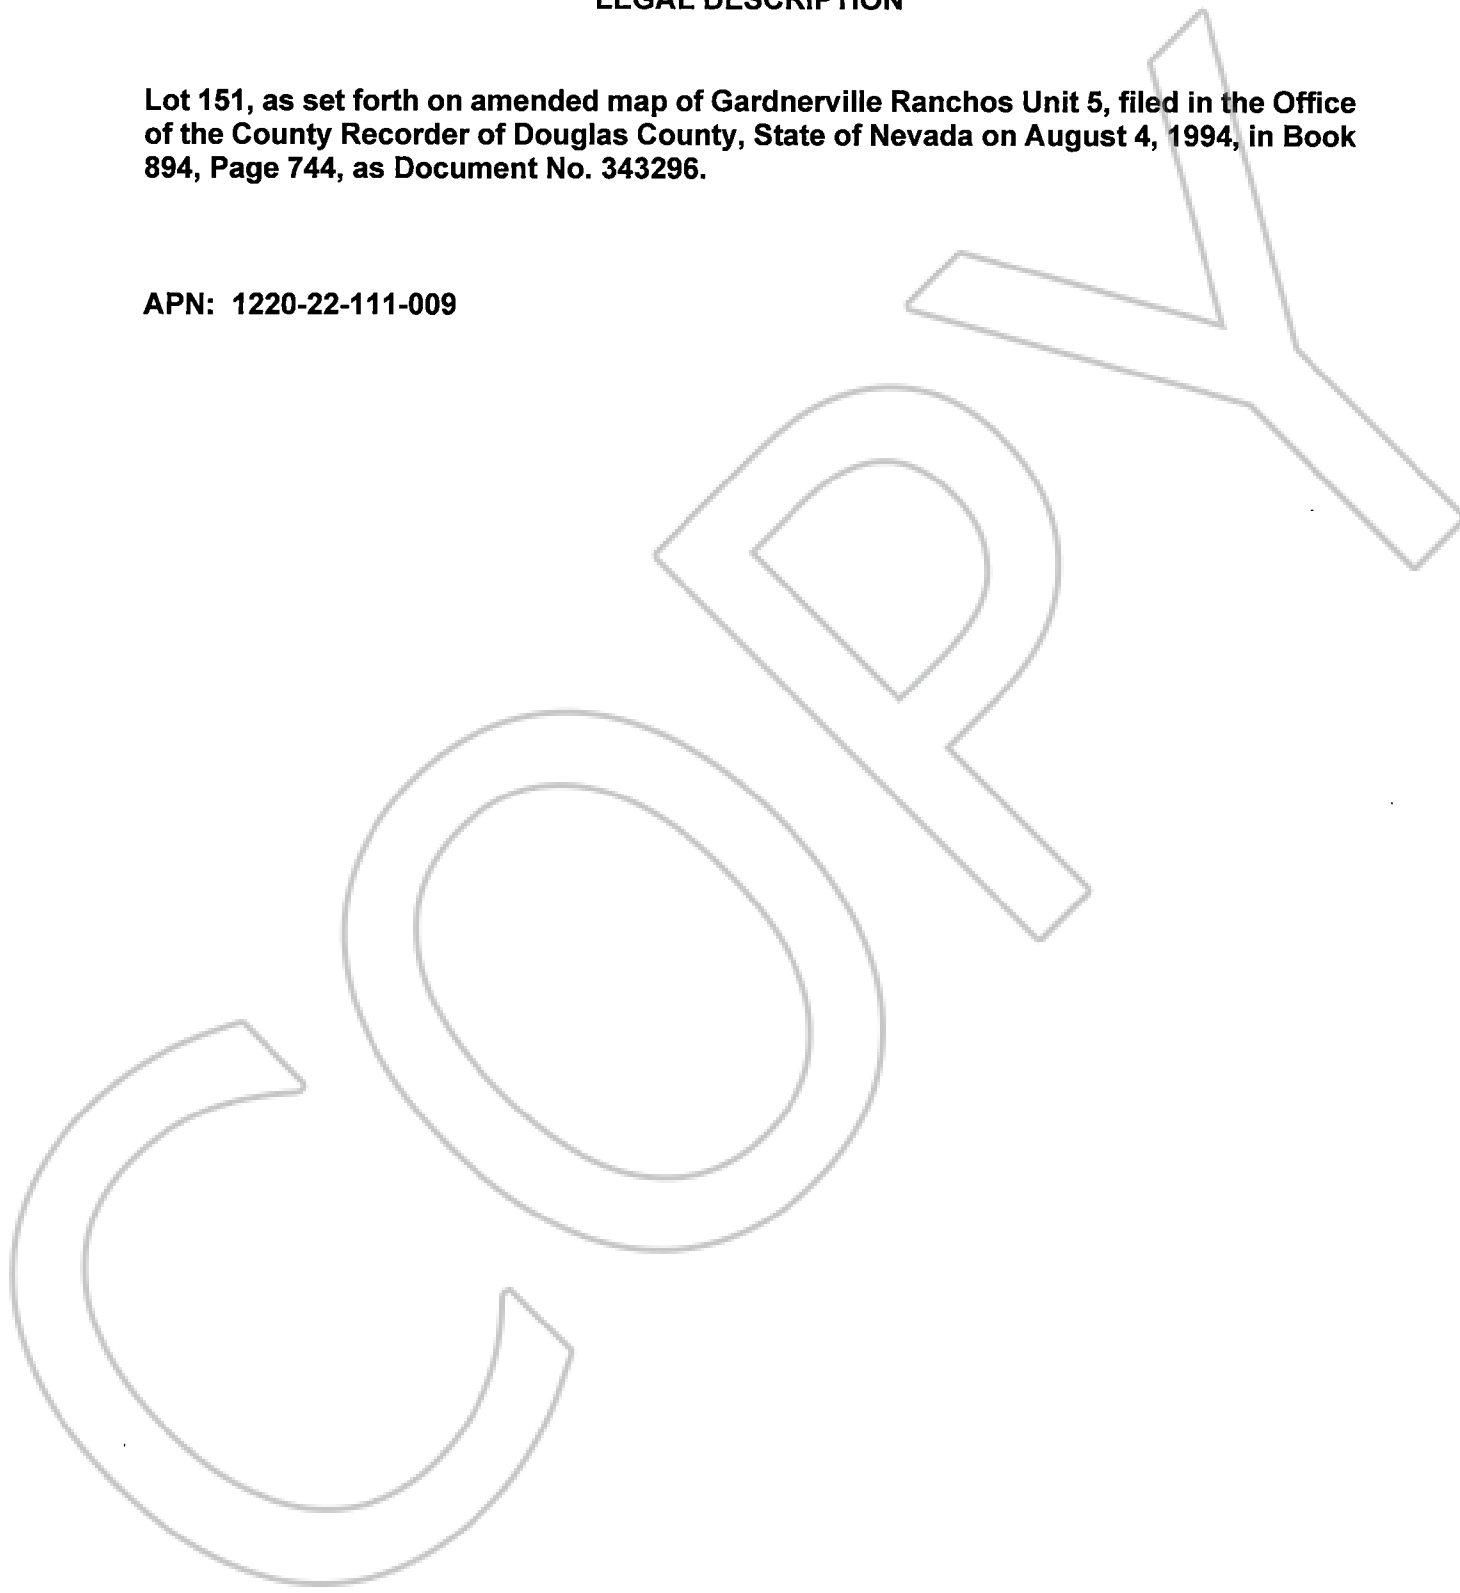 LEGAL DESCRIPTION
Lot 151, as set forth on amended map of Gardnerville Ranchos Unit 5, filed in the Office
of the County Recorder of Douglas County, State of Nevada on August 4, 1994, in Book
894, Page 744, as Document No. 343296.
APN: 1220-22-111-009
COPY